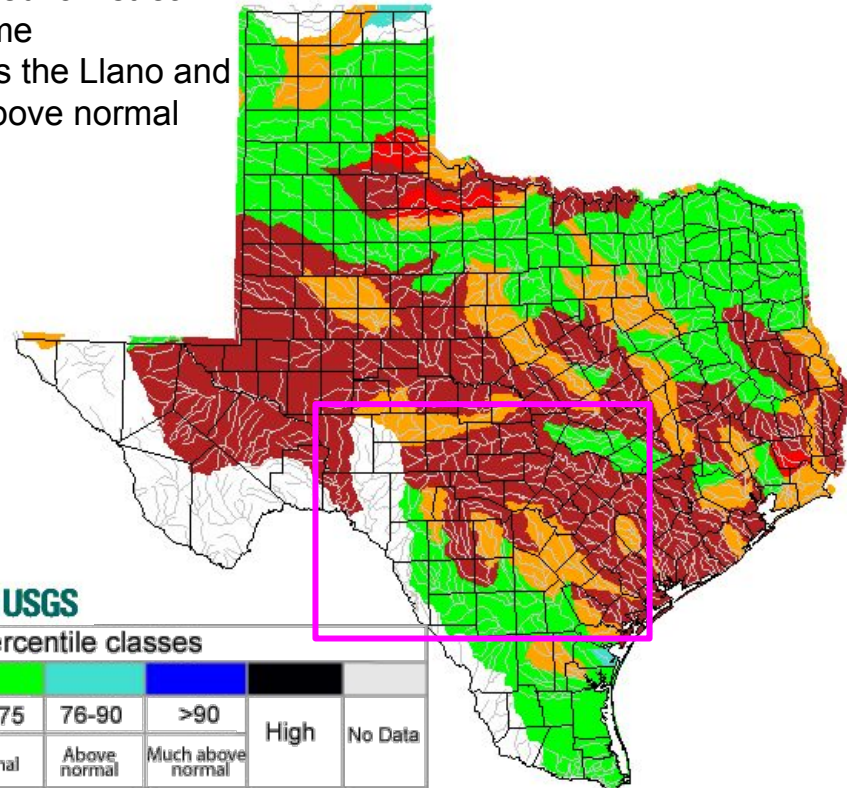 s the Llano and
bove normal
USGS
ercentile classes
75
76-90
>90
High
No Data
nal
Above
normal
Much above
normal